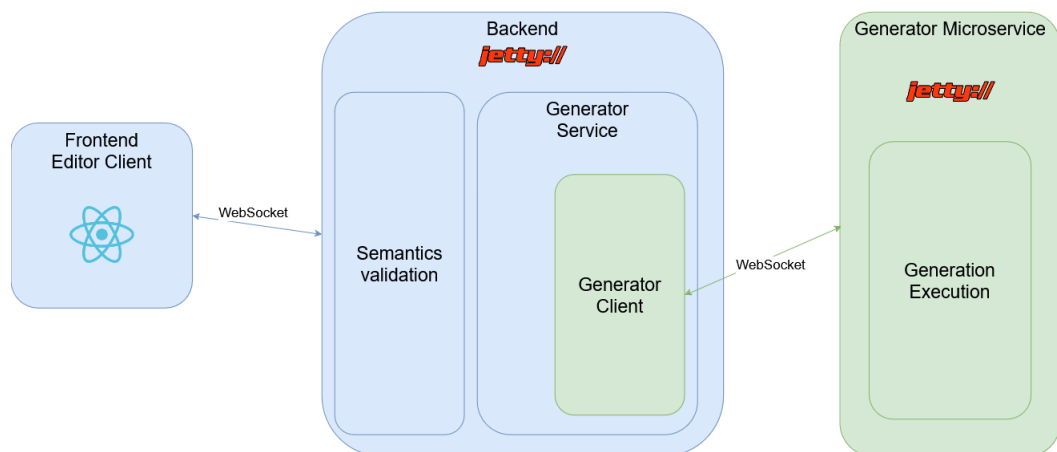 Frontend
Editor Client
WebSocket
Backend
jetty://
Semantics
validation
Generator
Service
Generator
Client
WebSocket
Generator Microservice
jetty://
Generation
Execution